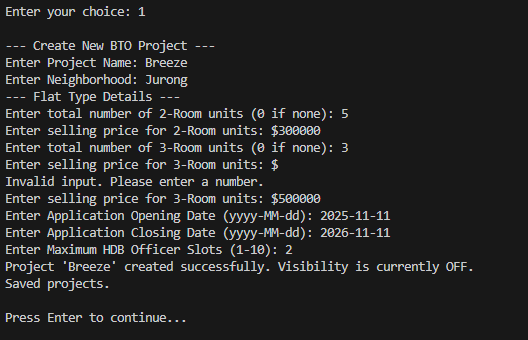 Enter your choice: 1
--- Create New BTO Project ---
Enter Project Name: Breeze
Enter Neighborhood: Jurong
--- Flat Type Details ---
Enter total number of 2-Room units (0 if none): 5
Enter selling price for 2-Room units: $300000
Enter total number of 3-Room units (0 if none): 3
Enter selling price for 3-Room units: $
Invalid input. Please enter a number.
Enter selling price for 3-Room units: $500000
Enter Application Opening Date (yyyy-MM-dd): 2025-11-11
Enter Application Closing Date (yyyy-MM-dd): 2026-11-11
Enter Maximum HDB Officer Slots (1-10): 2
Project 'Breeze' created successfully. Visibility is currently OFF.
Saved projects.
Press Enter to continue...